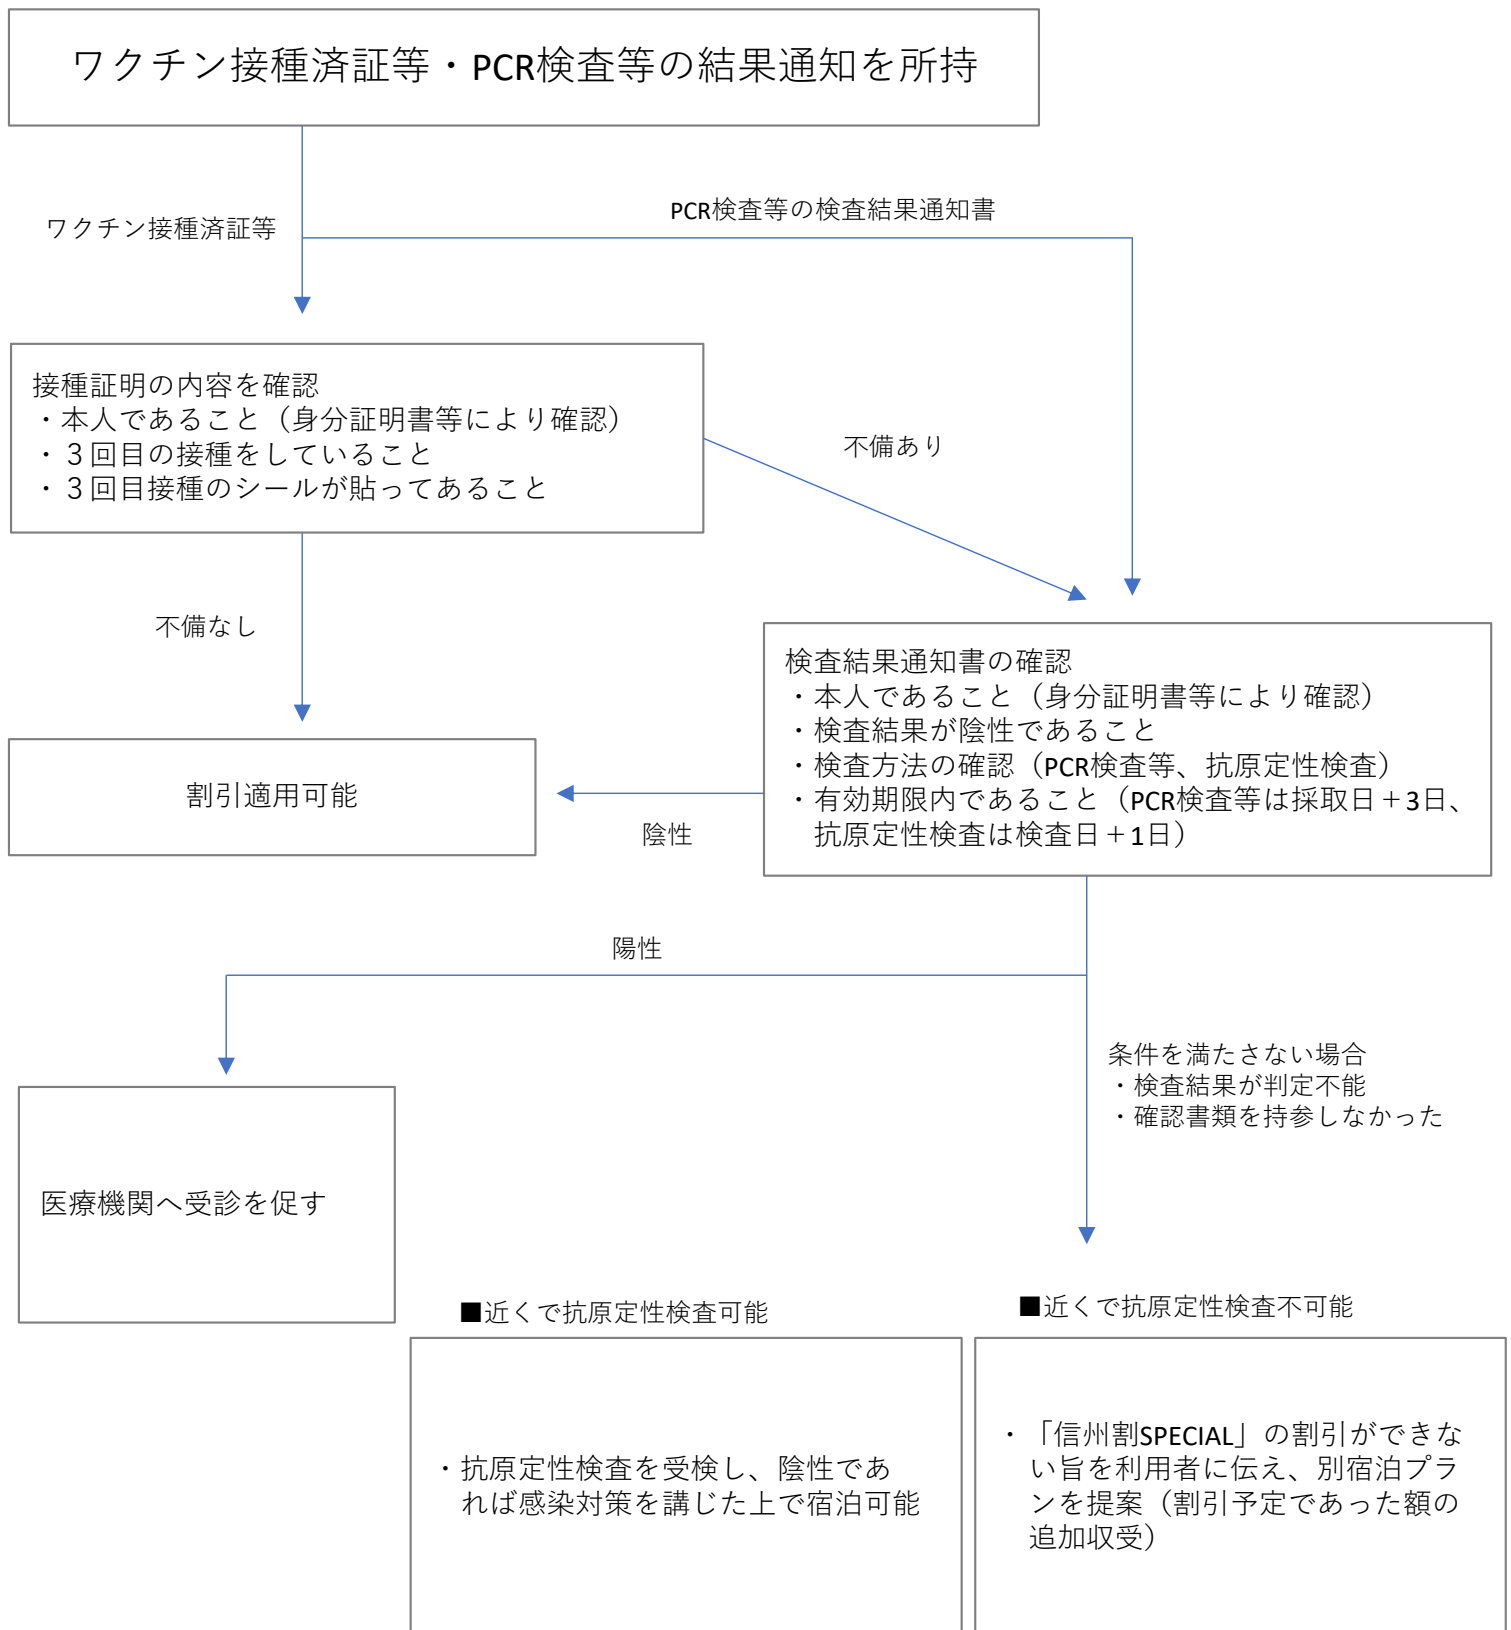 ワクチン接種済証等・PCR検査等の結果通知を所持
PCR検査等の検査結果通知書
ワクチン接種済証等
接種証明の内容を確認
・本人であること（身分証明書等により確認）
・３回目の接種をしていること
・３回目接種のシールが貼ってあること
不備あり
不備なし
検査結果通知書の確認
・本人であること（身分証明書等により確認）
・検査結果が陰性であること
・検査方法の確認（PCR検査等、抗原定性検査）
・有効期限内であること（PCR検査等は採取日＋3日、
抗原定性検査は検査日＋1日）
割引適用可能
陰性
陽性
条件を満たさない場合
・検査結果が判定不能
・確認書類を持参しなかった
医療機関へ受診を促す
■近くで抗原定性検査可能
■近くで抗原定性検査不可能
・抗原定性検査を受検し、陰性であ
れば感染対策を講じた上で宿泊可能
・「信州割SPECIAL」の割引ができな
い旨を利用者に伝え、別宿泊プラ
ンを提案（割引予定であった額の
追加収受）